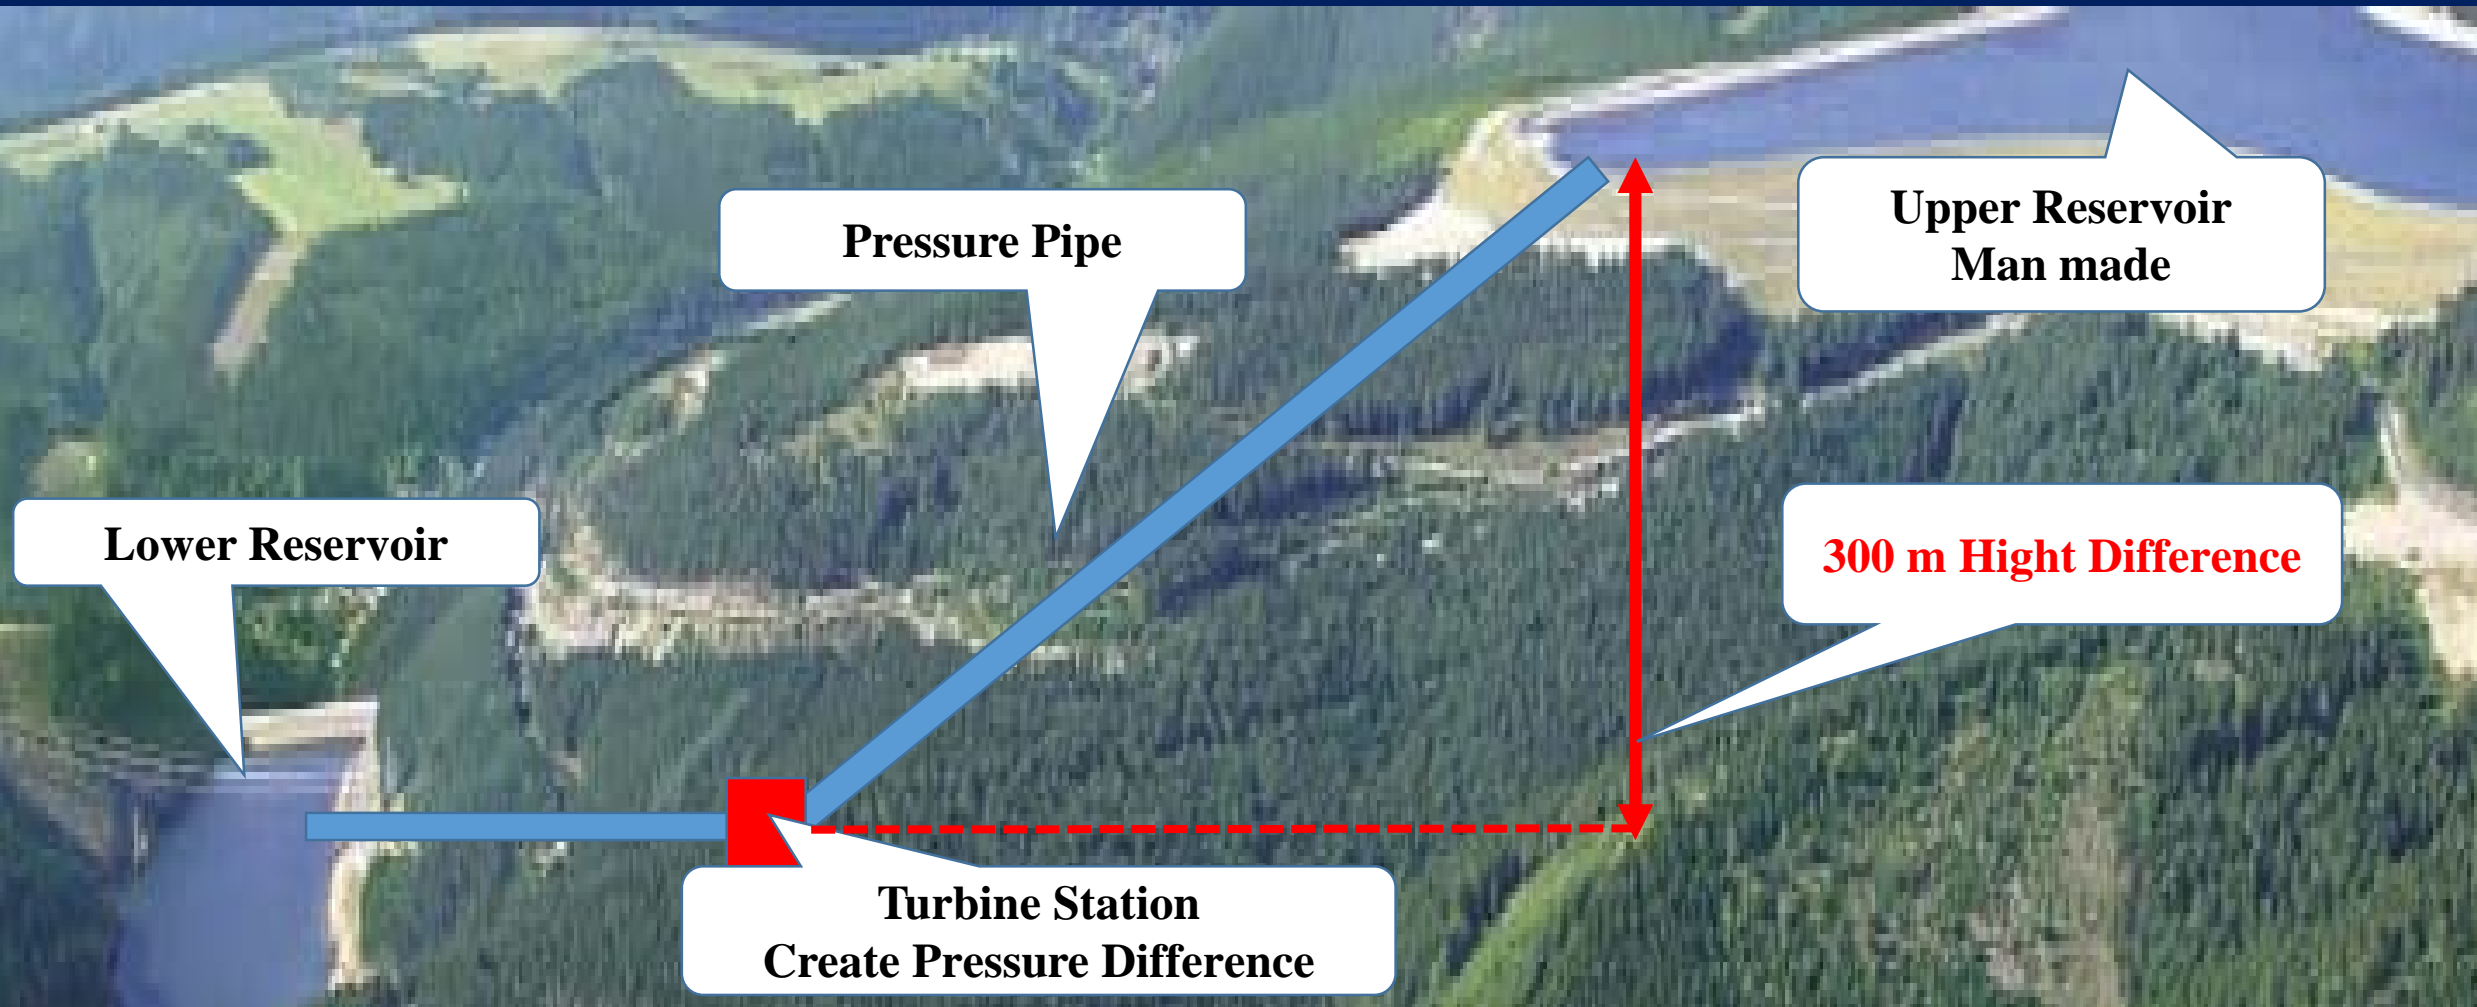 Pressure Pipe
Upper Reservoir
Man made
Lower Reservoir
300 m Hight Difference
Turbine Station
Create Pressure Difference